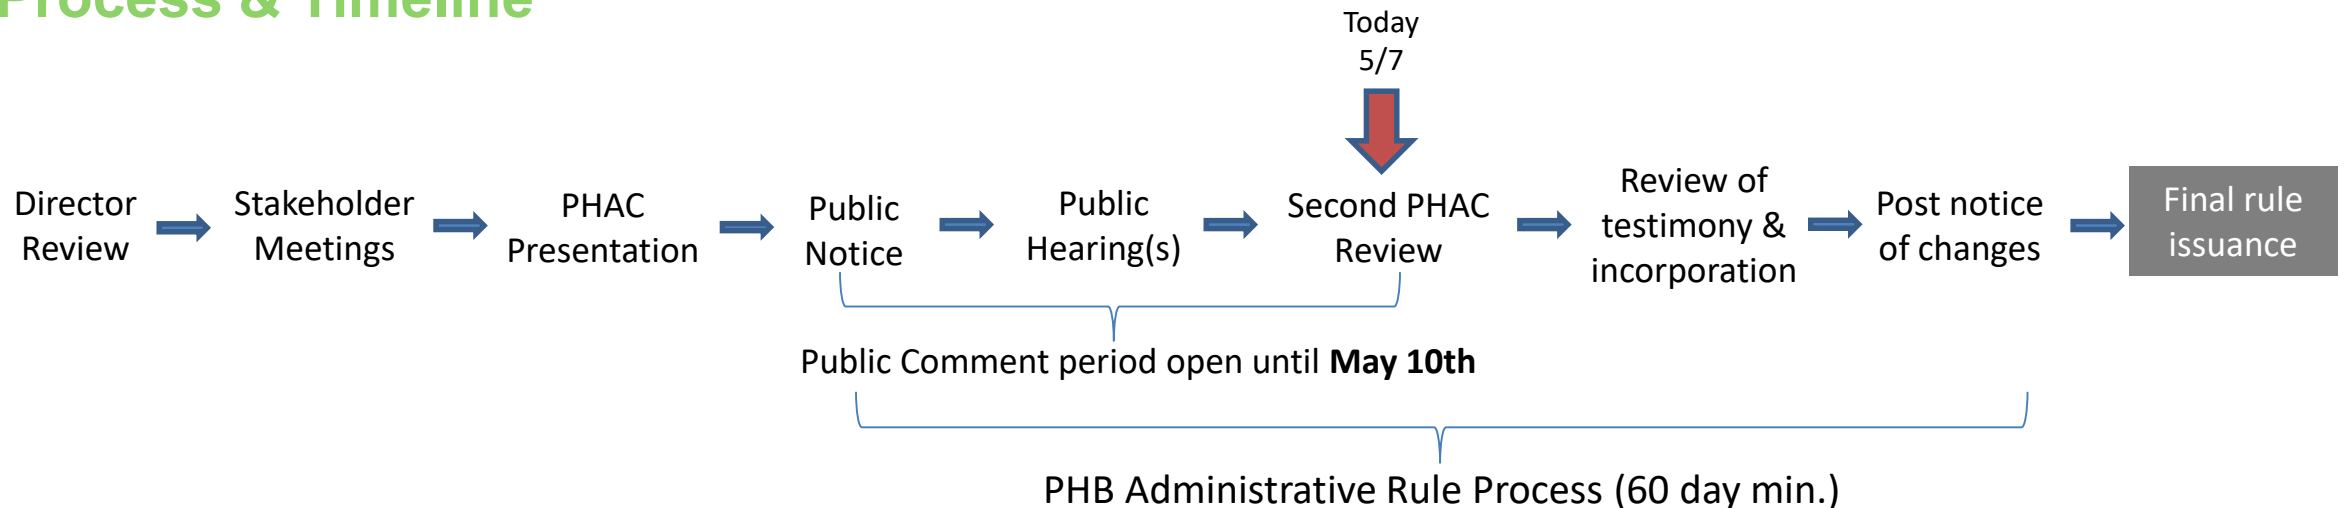 Process & Timeline
Today
5/7
Director
Review
Stakeholder
Meetings
PHAC
Presentation
Public
Notice
Public
Hearing(s)
Second PHAC
Review
Review of
testimony &
incorporation
Post notice
of changes
Final rule
issuance
Public Comment period open until May 10th
PHB Administrative Rule Process (60 day min.)